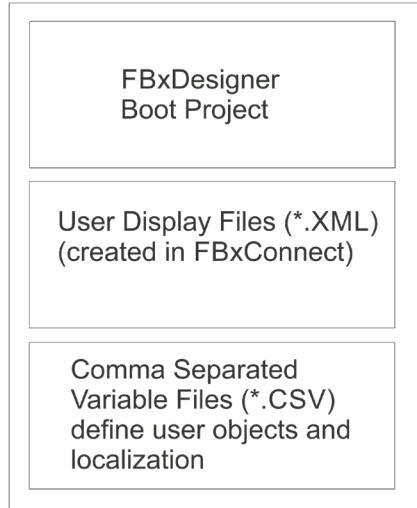 FBxDesigner
Boot Project
User Display Files (*.XML)
(created in FBxConnect)
Comma Separated
Variable Files (*.CSV)
define user objects and
localization